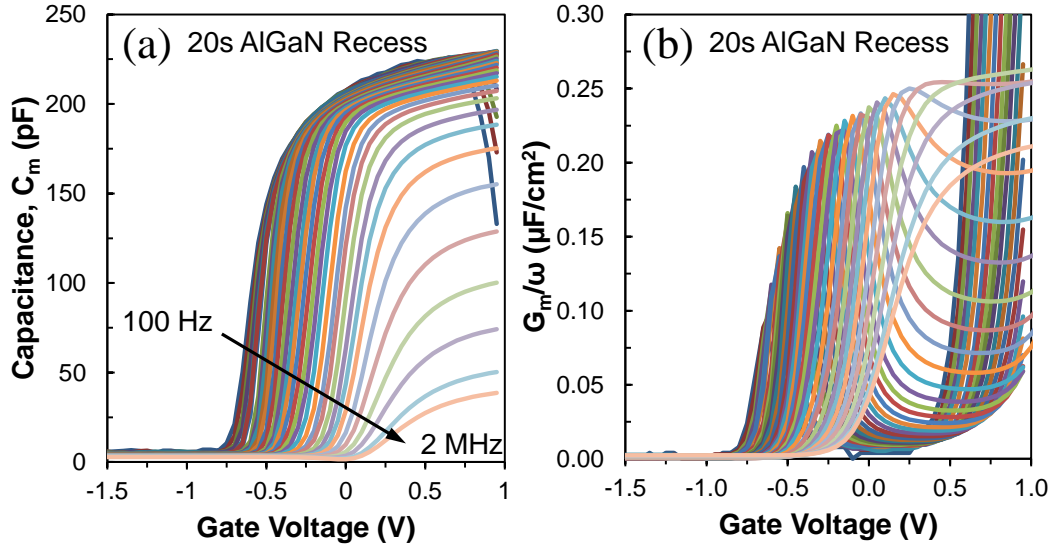 (a) 20s AlGaN Recess
Capacitance, Cₘ (pF)
250
200
150
100
50
0
100 Hz
2 MHz
-1.5 -1.0 -0.5 0 0.5 1
Gate Voltage (V)
(b) 20s AlGaN Recess
Gₘ/ω (µF/cm²)
0.30
0.25
0.20
0.15
0.10
0.05
0.00
-1.5 -1.0 -0.5 0.0 0.5 1.0
Gate Voltage (V)